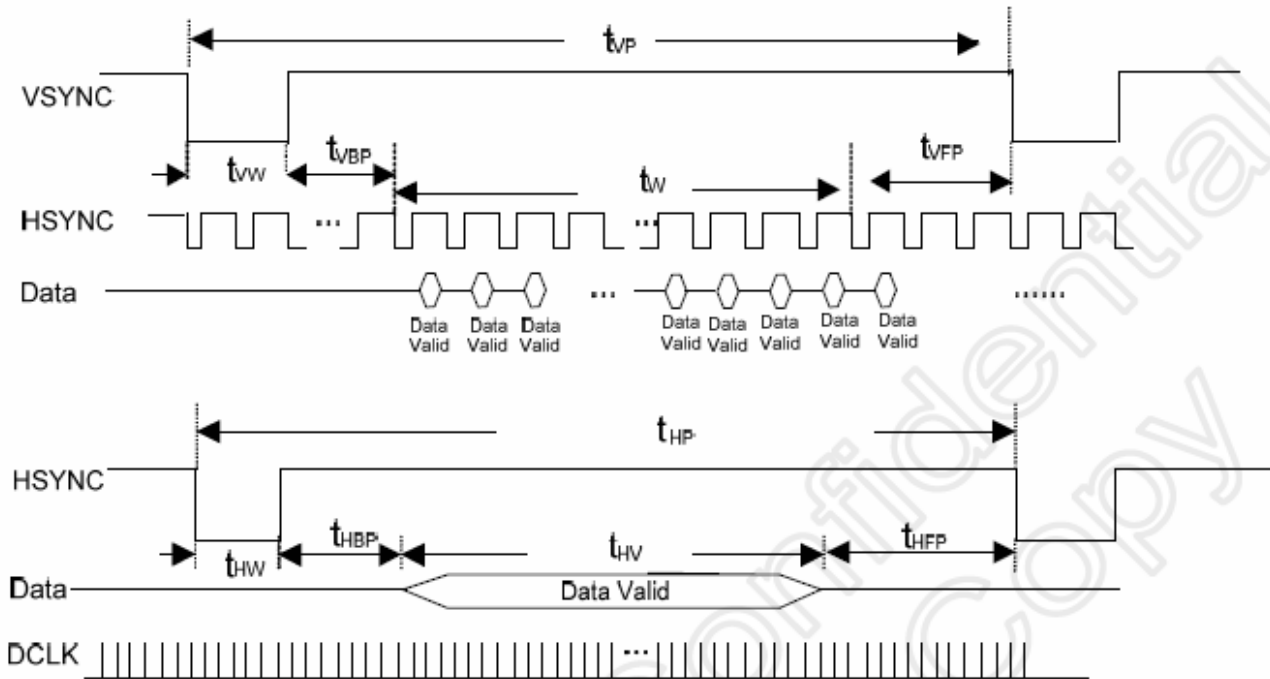 tVP
VSYNC
tVW tVBP tW tVFP
HSYNC ...  ...
Data ... ......
Data Valid Data Valid Data Valid Data Valid Data Valid Data Valid Data Valid Data Valid
tHP
HSYNC
tHW tHBP tHV tHFP
Data Data Valid
DCLK ...
Confidential
Copy